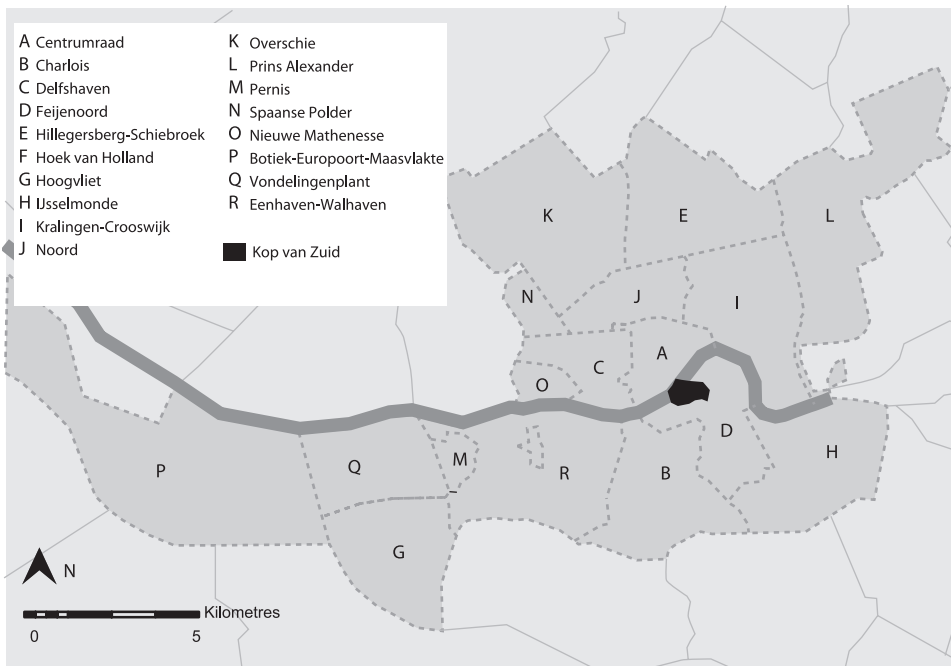 A Centrumraad
B Charlois
C Delfshaven
D Feijenoord
E Hillegersberg-Schiebroek
F Hoek van Holland
G Hoogvliet
H IJsselmonde
I Kralingen-Crooswijk
J Noord
K Overschie
L Prins Alexander
M Pernis
N Spaanse Polder
O Nieuwe Mathenesse
P Botiek-Europoort-Maasvlakte
Q Vondelingenplant
R Eenhaven-Walhaven
Kop van Zuid
K
E
L
N
J
I
A
C
O
D
H
M
P
Q
R
B
G
N
Kilometres
0 5